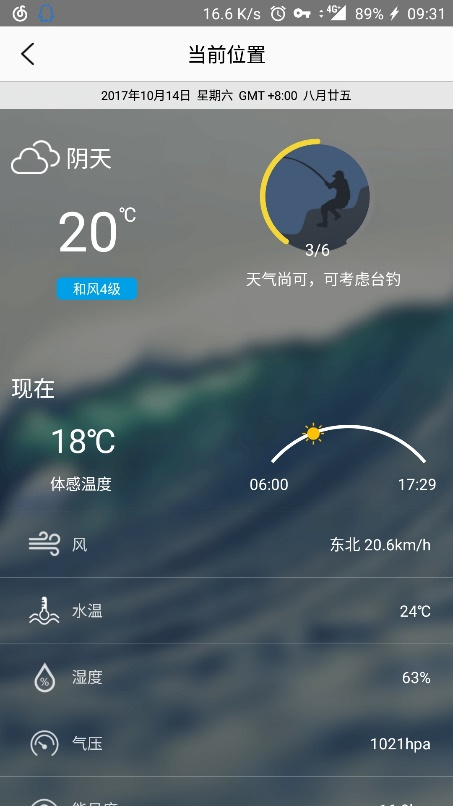 16.6 K/s 4G 89% 09:31
当前位置
2017年10月14日 星期六 GMT +8:00 八月廿五
阴天
20℃
和风4级
3/6
天气尚可，可考虑台钓
现在
18℃
体感温度
06:00
17:29
风 东北 20.6km/h
水温 24℃
% 湿度 63%
气压 1021hpa